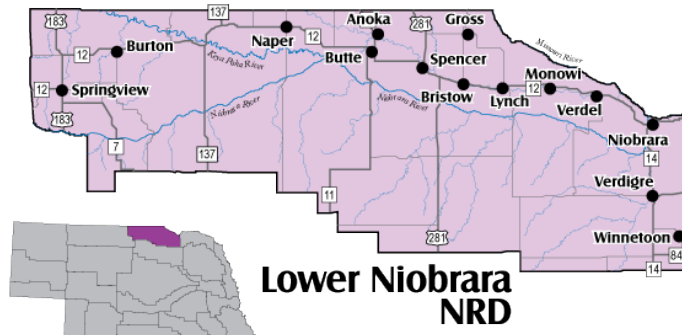 183
137
Anoka
281
Gross
Burton
12
Naper
12
Butte
Spencer
Keya Paha River
Missouri River
12
Springview
Monowi
Bristow
Lynch
12
Verdel
Niobrara River
183
Niobrara
7
137
14
11
Verdigre
281
Winnetoon
84
14
Lower Niobrara
NRD